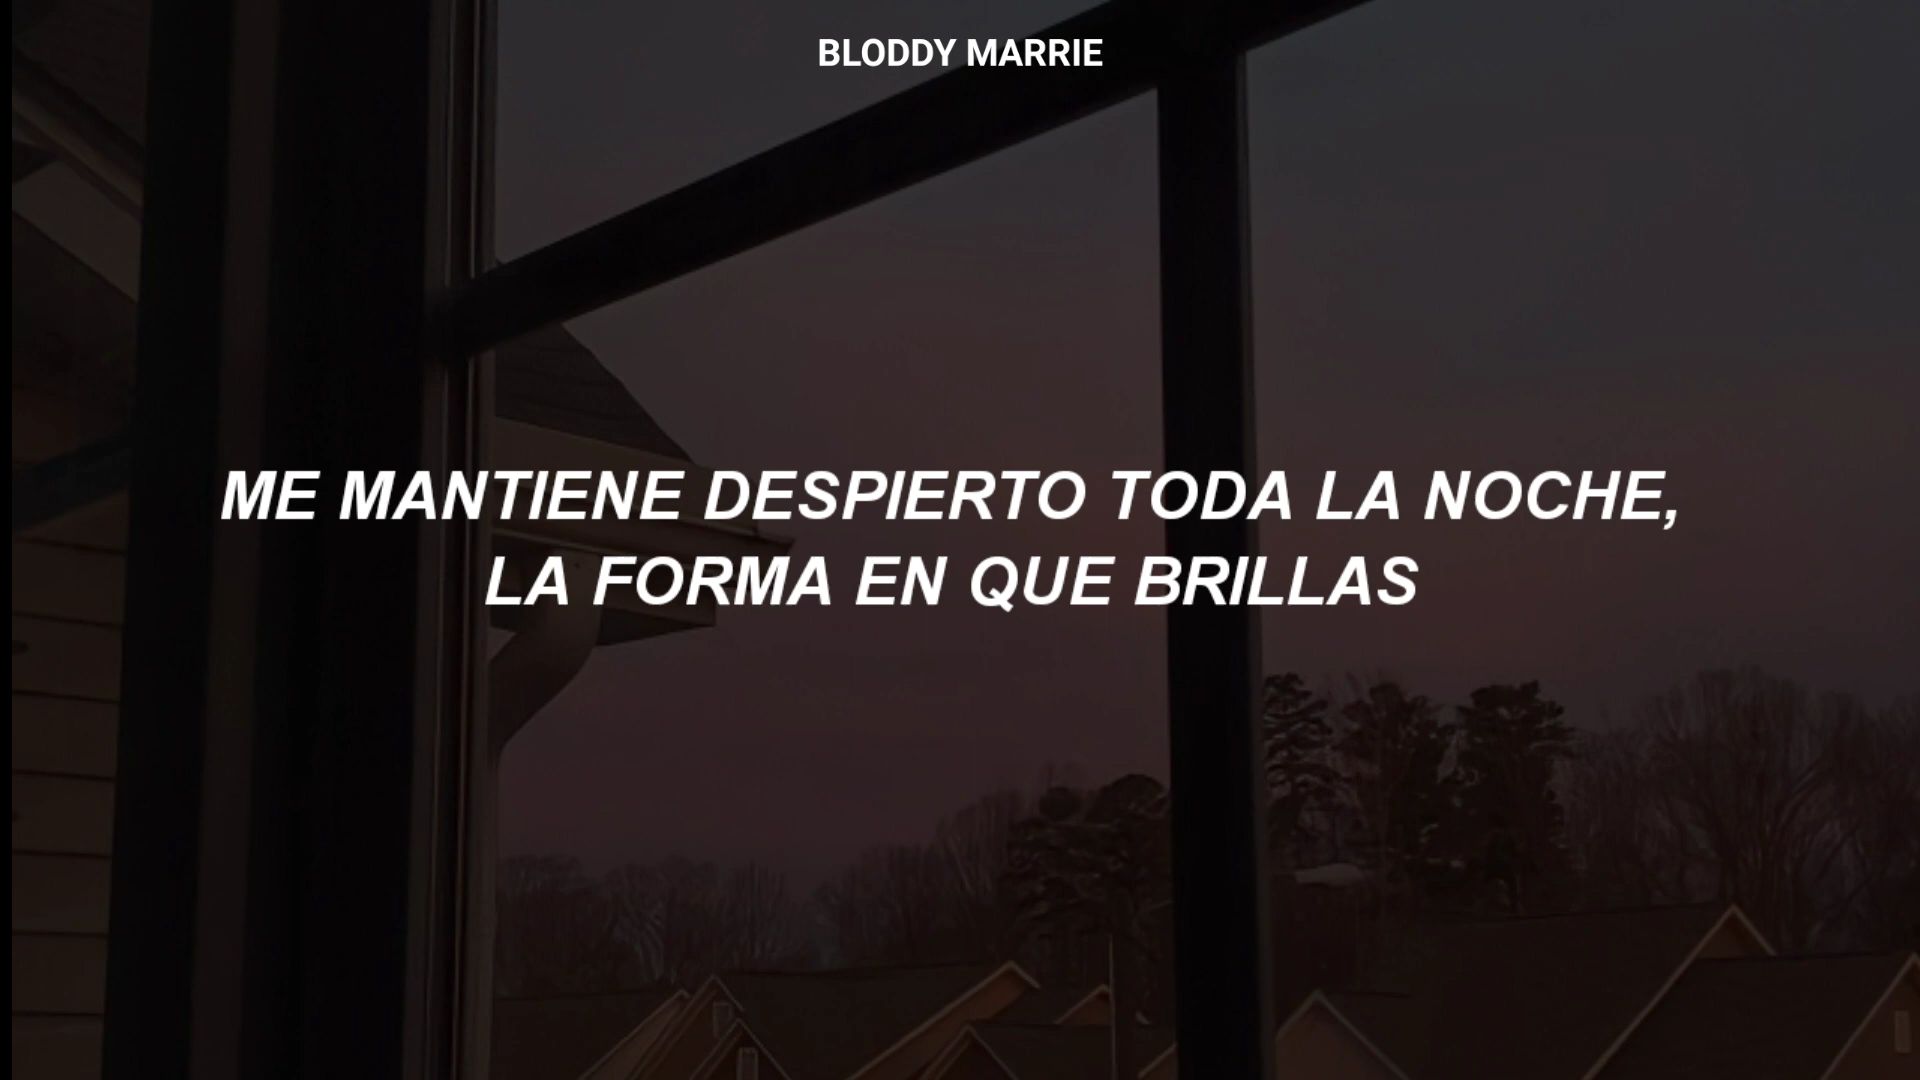 BLODDY MARRIE
ME MANTIENE DESPIERTO TODA LA NOCHE,
LA FORMA EN QUE BRILLAS